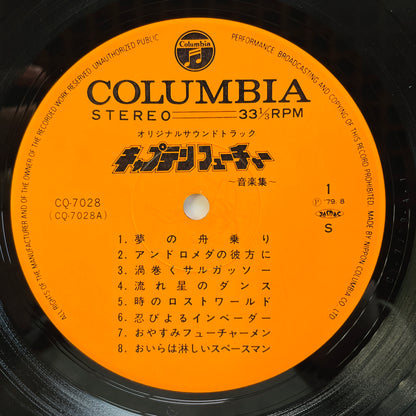 ALL RIGHTS OF THE MANUFACTURER AND OF THE OWNER OF THE RECORDED WORK RESERVED. UNAUTHORIZED PUBLIC PERFORMANCE, BROADCASTING AND COPYING OF THIS RECORD PROHIBITED MADE BY NIPPON COLUMBIA CO. LTD.
Columbia
COLUMBIA
STEREO 33 1/3 RPM
オリジナルサウンドトラック
キャプテンフューチャー
～音楽集～
CQ-7028
(CQ-7028A)
1
Ⓟ '79. 8
JASRAC
S
1. 夢の舟乗り
2. アンドロメダの彼方に
3. 渦巻くサルガッソー
4. 流れ星のダンス
5. 時のロストワールド
6. 忍びよるインベーダー
7. おやすみフューチャーメン
8. おいらは淋しいスペースマン